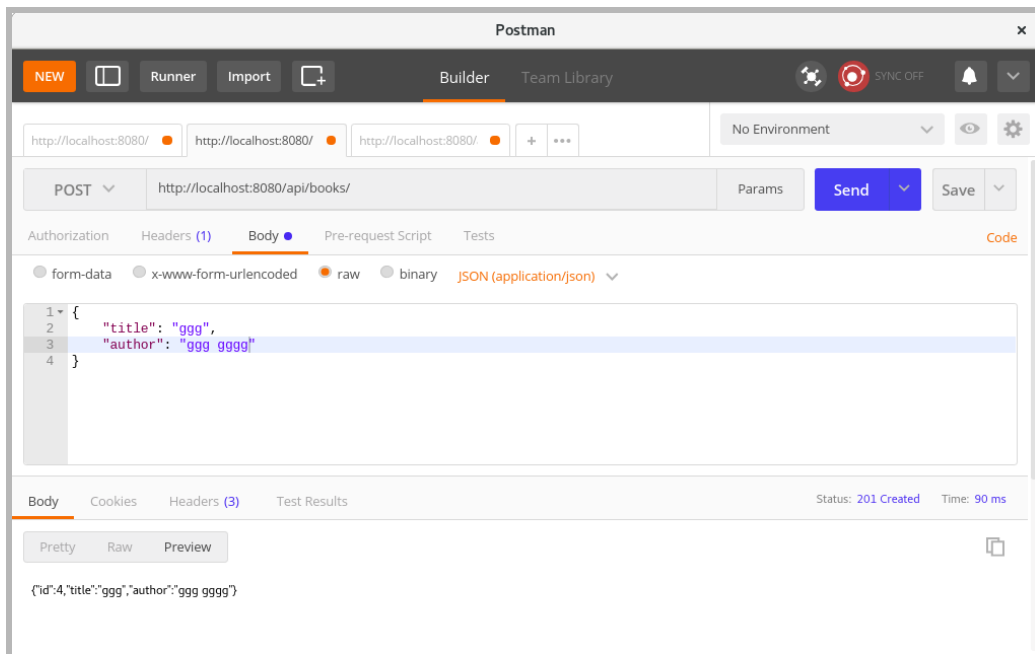 Postman ×
NEW Runner Import Builder Team Library SYNC OFF
http://localhost:8080/ http://localhost:8080/ http://localhost:8080/ + ••• No Environment
POST http://localhost:8080/api/books/ Params Send Save
Authorization Headers (1) Body Pre-request Script Tests Code
form-data x-www-form-urlencoded raw binary JSON (application/json)
1 {
2 "title": "ggg",
3 "author": "ggg gggg"
4 }
Body Cookies Headers (3) Test Results Status: 201 Created Time: 90 ms
Pretty Raw Preview
{"id":4,"title":"ggg","author":"ggg gggg"}